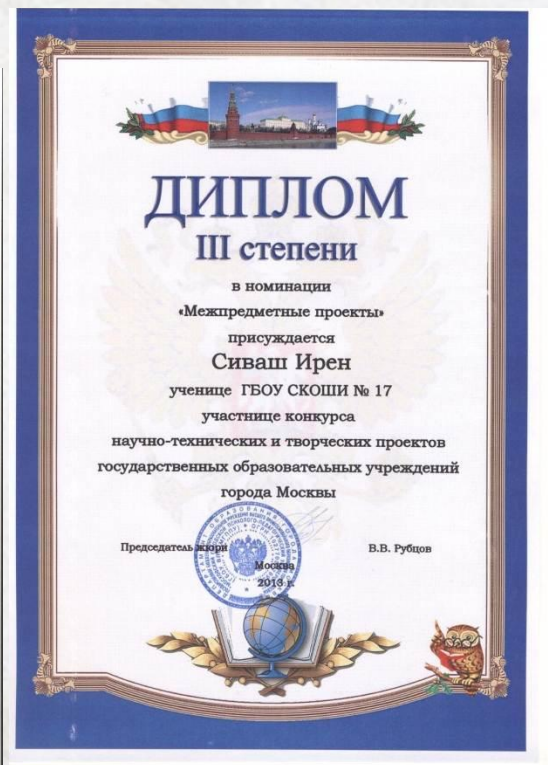 ДИПЛОМ
III степени
в номинации
«Межпредметные проекты»
присуждается
Сиваш Ирен
ученице ГБОУ СКОШИ № 17
участнице конкурса
научно-технических и творческих проектов
государственных образовательных учреждений
города Москвы
Председатель жюри
В.В. Рубцов
Москва
2013 г.